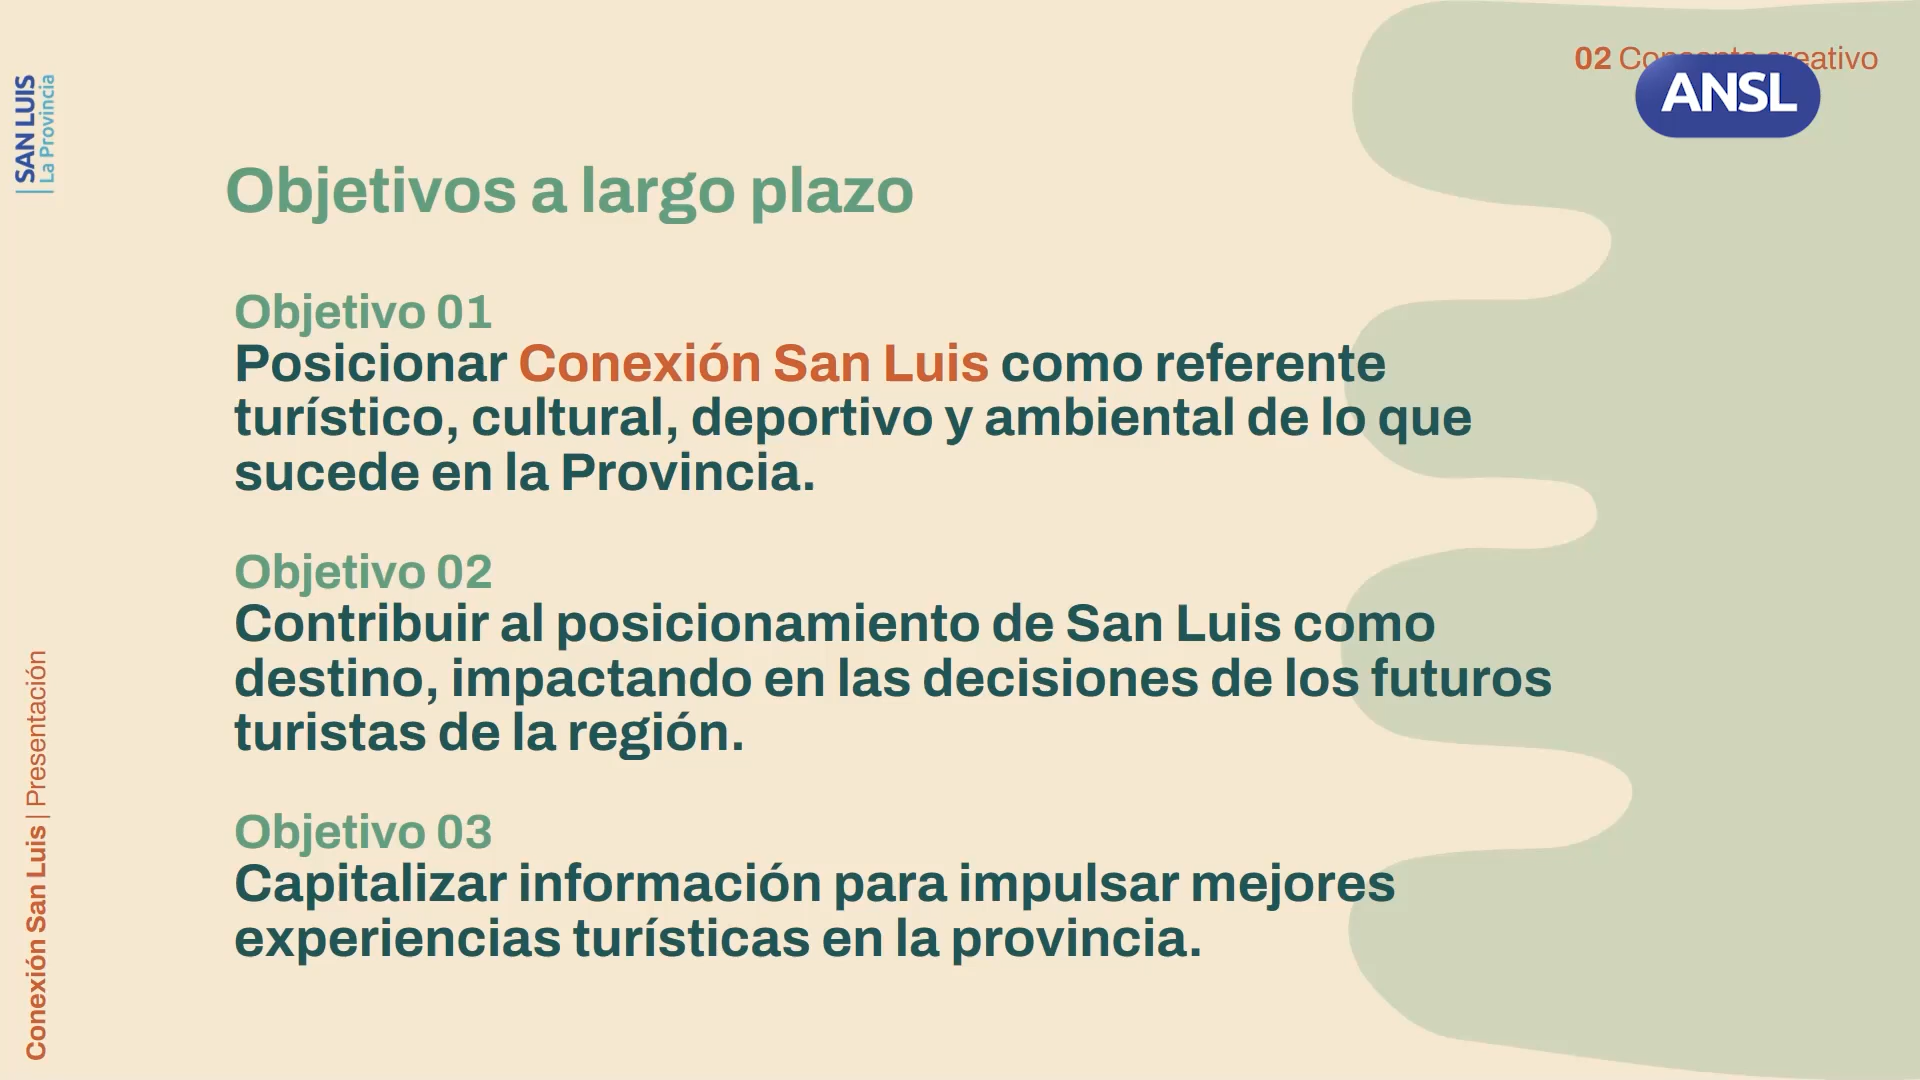 02 creativo
ANSL
SAN LUIS
La Provincia
Objetivos a largo plazo
Objetivo 01
Posicionar Conexión San Luis como referente
turístico, cultural, deportivo y ambiental de lo que
sucede en la Provincia.
Objetivo 02
Contribuir al posicionamiento de San Luis como
destino, impactando en las decisiones de los futuros
turistas de la región.
Objetivo 03
Capitalizar información para impulsar mejores
experiencias turísticas en la provincia.
Conexión San Luis | Presentación